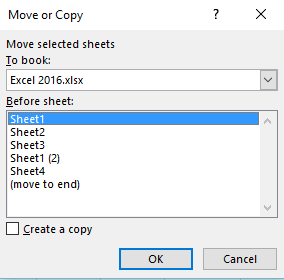 Move or Copy
Move selected sheets
To book:
Excel 2016.xlsx
Before sheet:
Sheet1
Sheet2
Sheet3
Sheet1 (2)
Sheet4
(move to end)
Create a copy
OK Cancel